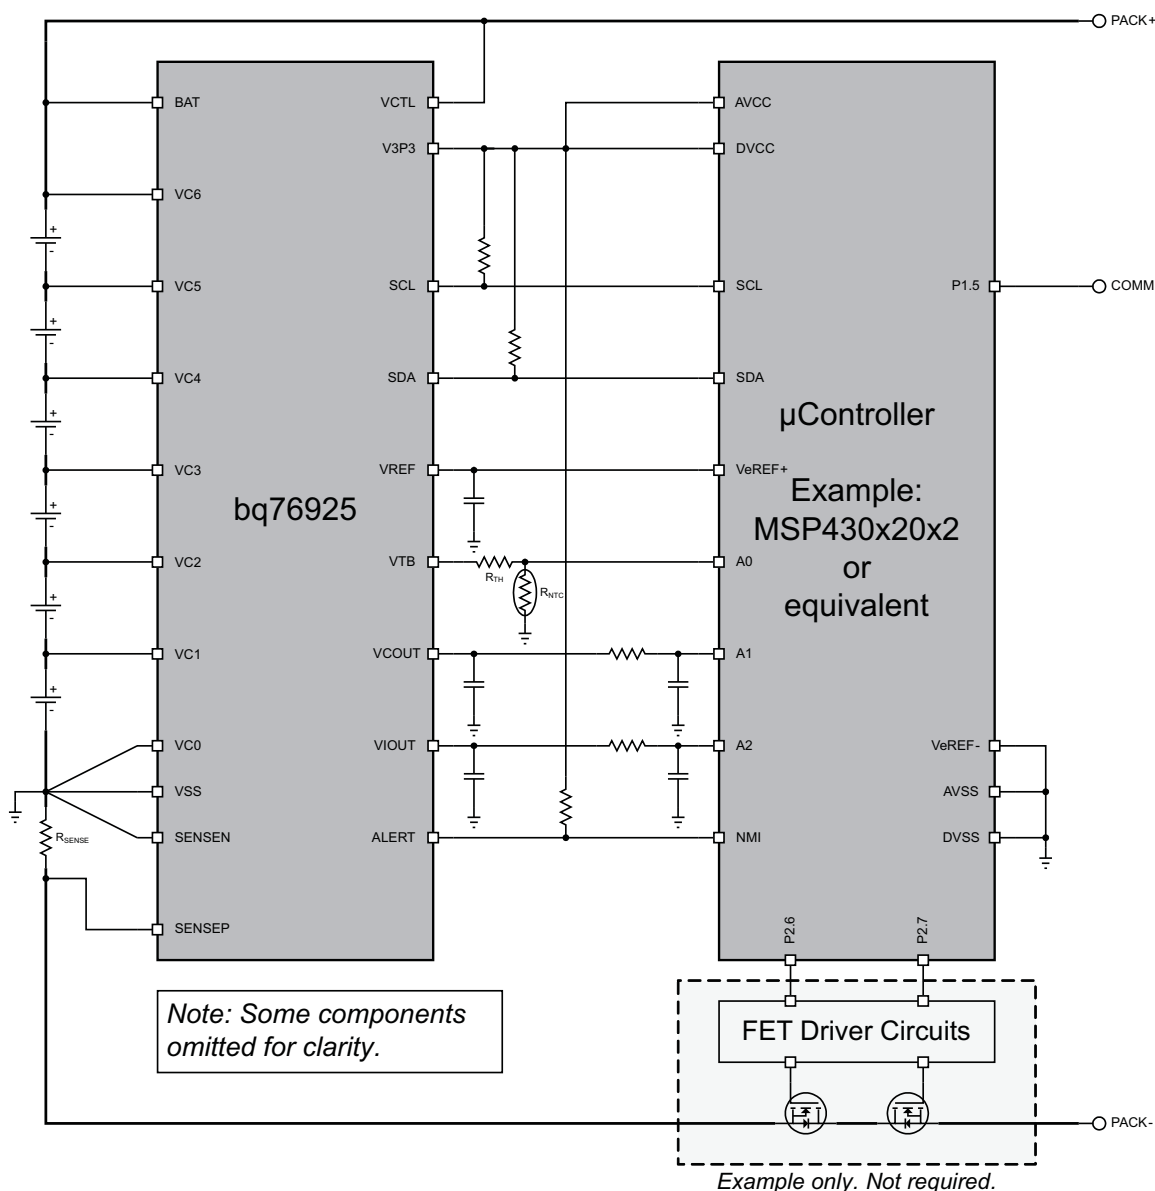 PACK+
BAT VCTL AVCC
V3P3 DVCC
VC6
+
-
VC5 SCL SCL P1.5 COMM
+
-
VC4 SDA SDA
+
-
µController
VC3 VREF VeREF+
Example:
bq76925
MSP430x20x2
+
-
or
VC2 VTB A0
RTH
RNTC
equivalent
+
-
VC1 VCOUT A1
+
-
VC0 VIOUT A2 VeREF-
VSS AVSS
RSENSE
SENSEN ALERT NMI DVSS
SENSEP
P2.6 P2.7
Note: Some components
omitted for clarity.
FET Driver Circuits
PACK-
Example only. Not required.